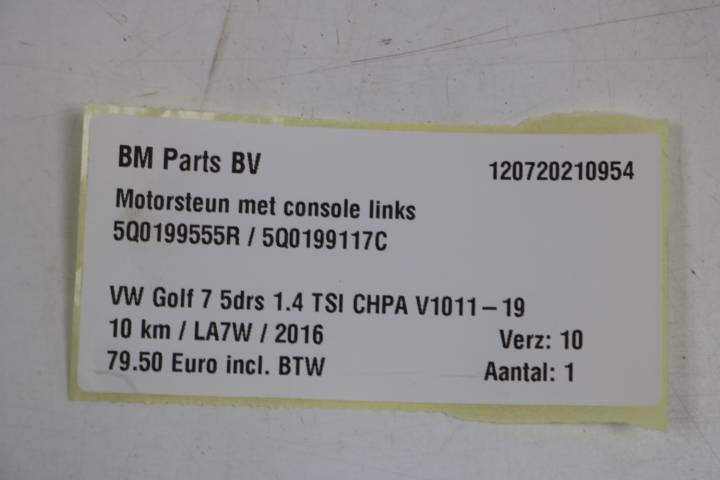 BM Parts BV 120720210954
Motorsteun met console links
5Q0199555R / 5Q0199117C
VW Golf 7 5drs 1.4 TSI CHPA V1011-19
10 km / LA7W / 2016 Verz: 10
79.50 Euro incl. BTW Aantal: 1